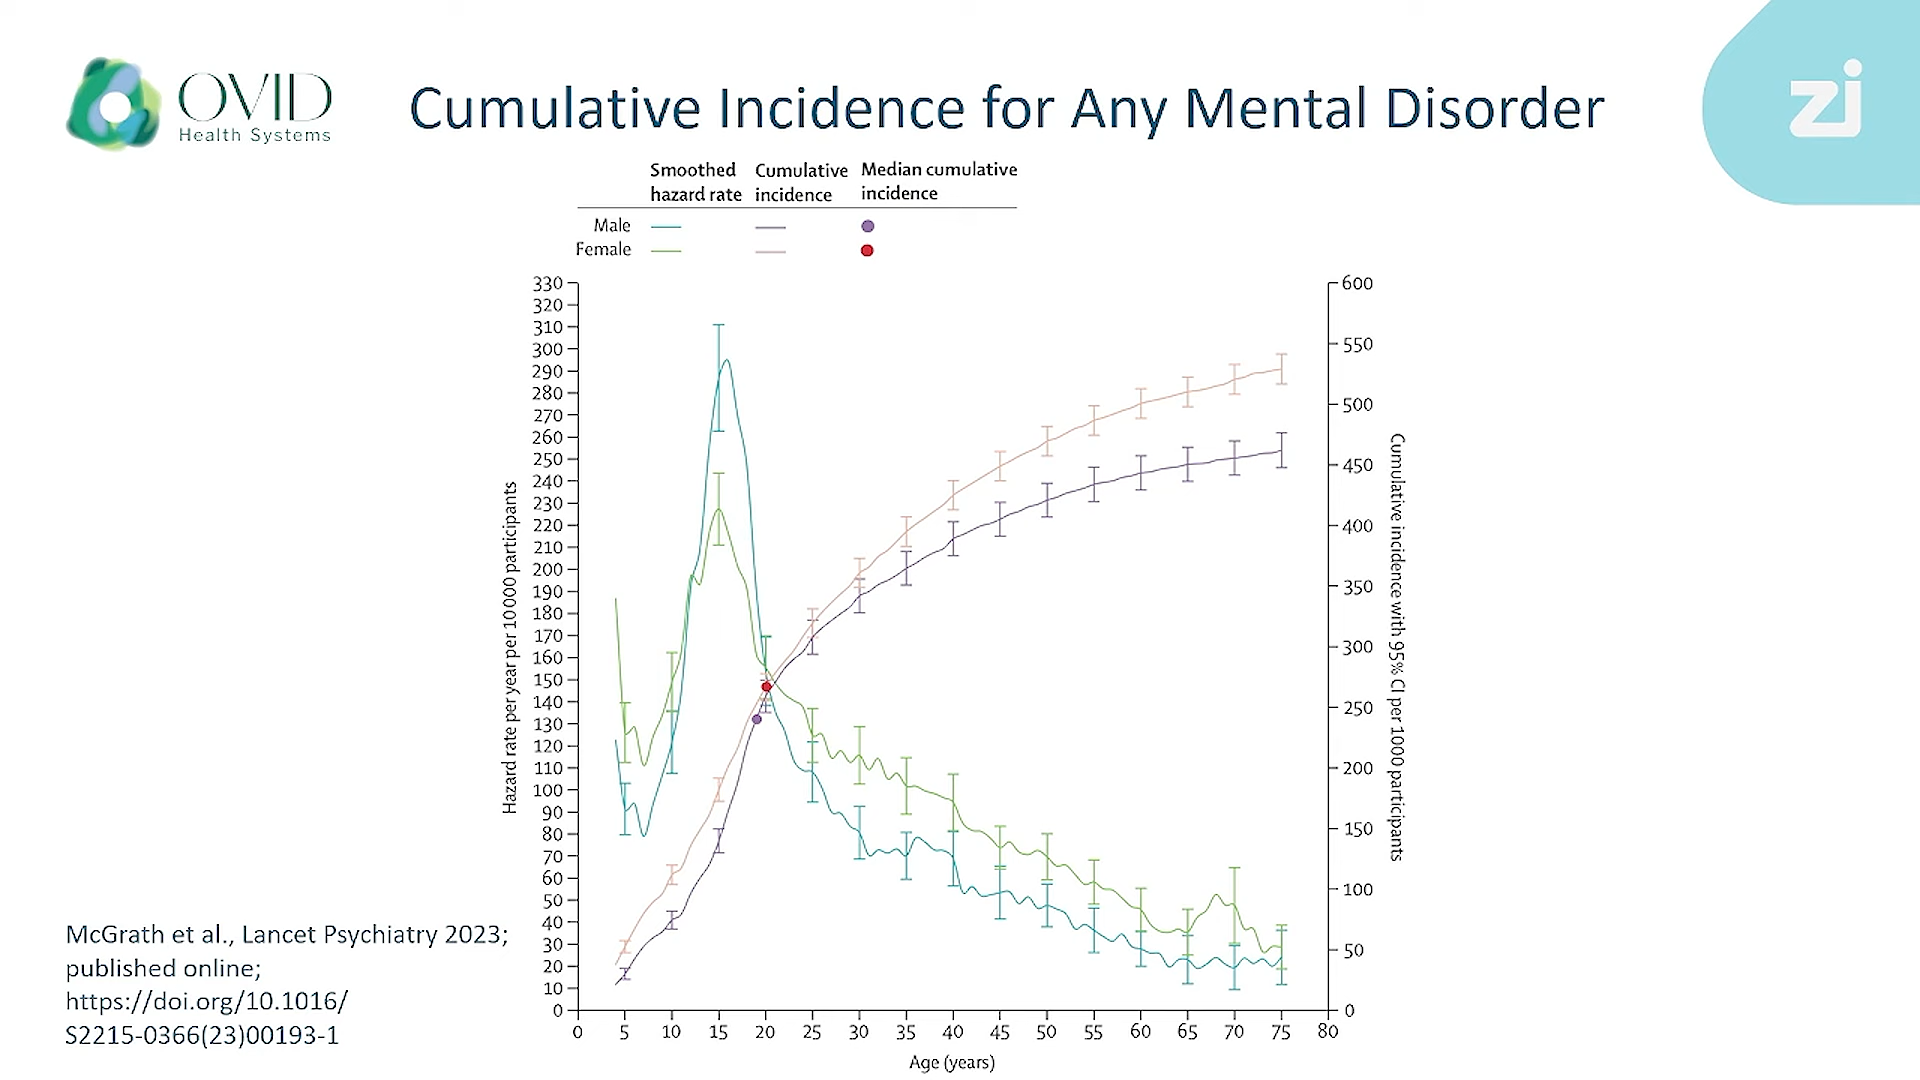 OVID
Health Systems
Cumulative Incidence for Any Mental Disorder
zi
Smoothed hazard rate
Cumulative incidence
Median cumulative incidence
Male
Female
330
320
310
300
290
280
270
260
250
240
230
220
210
200
190
180
170
160
150
140
130
120
110
100
90
80
70
60
50
40
30
20
10
0
Hazard rate per year per 10 000 participants
600
550
500
450
400
350
300
250
200
150
100
50
0
Cumulative incidence with 95% CI per 1000 participants
0 5 10 15 20 25 30 35 40 45 50 55 60 65 70 75 80
Age (years)
McGrath et al., Lancet Psychiatry 2023;
published online;
https://doi.org/10.1016/
S2215-0366(23)00193-1